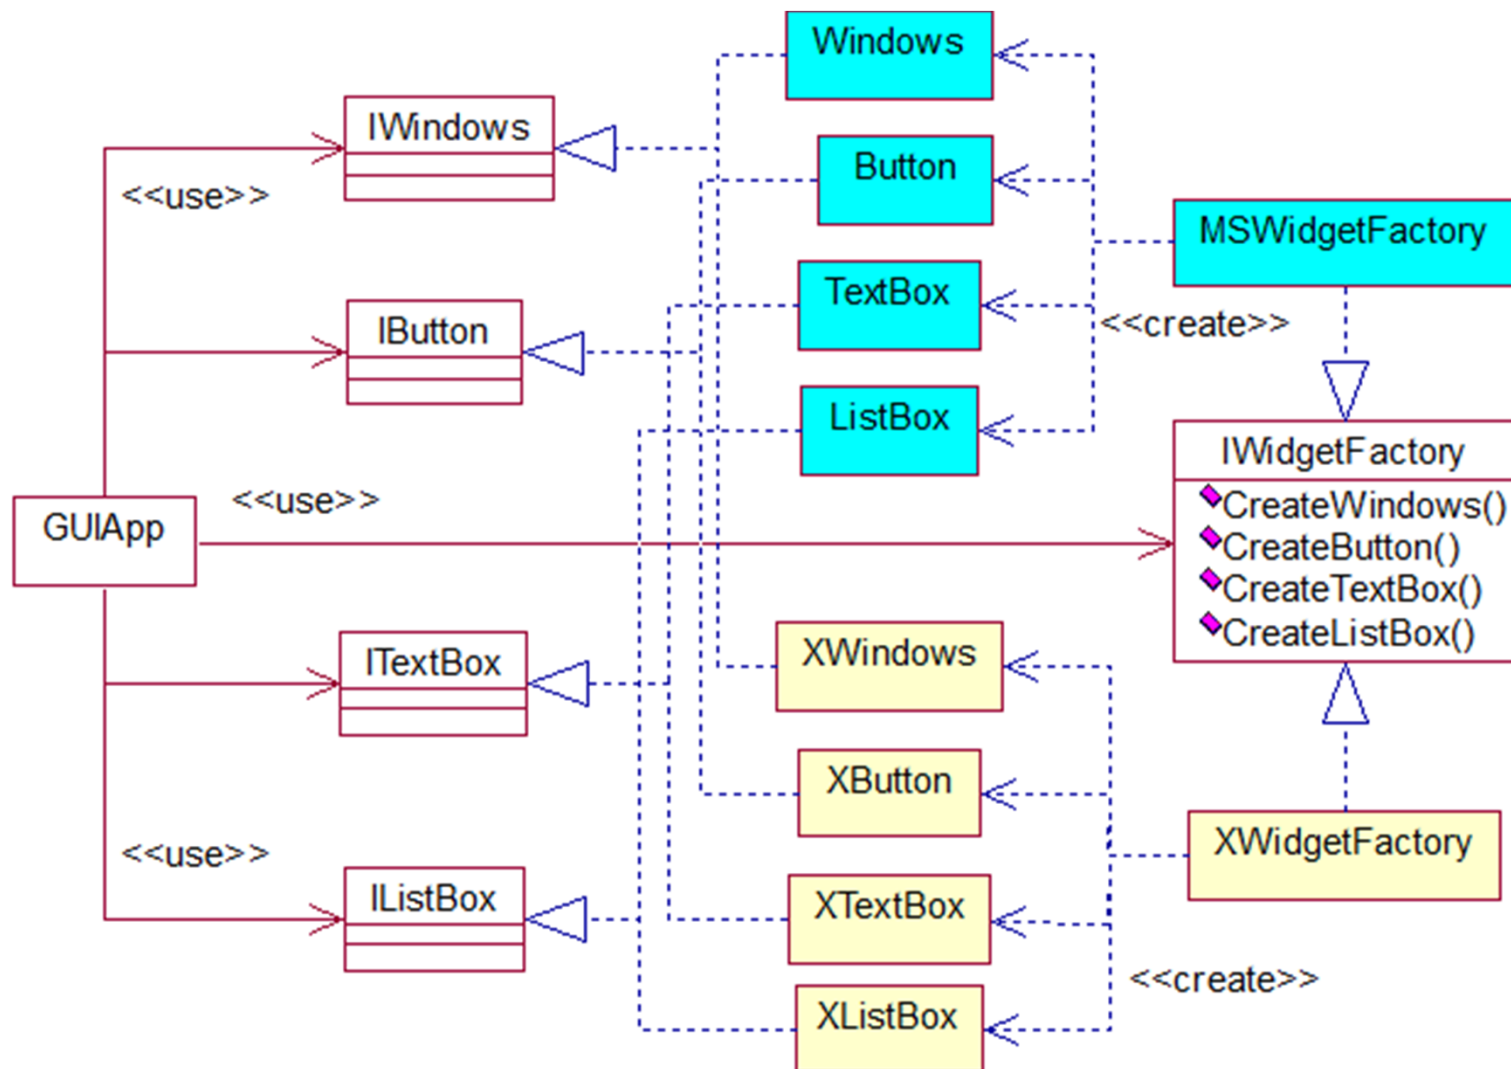 Windows
IWindows
Button
<<use>>
MSWidgetFactory
TextBox
IButton
<<create>>
ListBox
IWidgetFactory
<<use>>
CreateWindows()
GUIApp
CreateButton()
CreateTextBox()
CreateListBox()
XWindows
ITextBox
XButton
XWidgetFactory
<<use>>
IListBox
XTextBox
<<create>>
XListBox